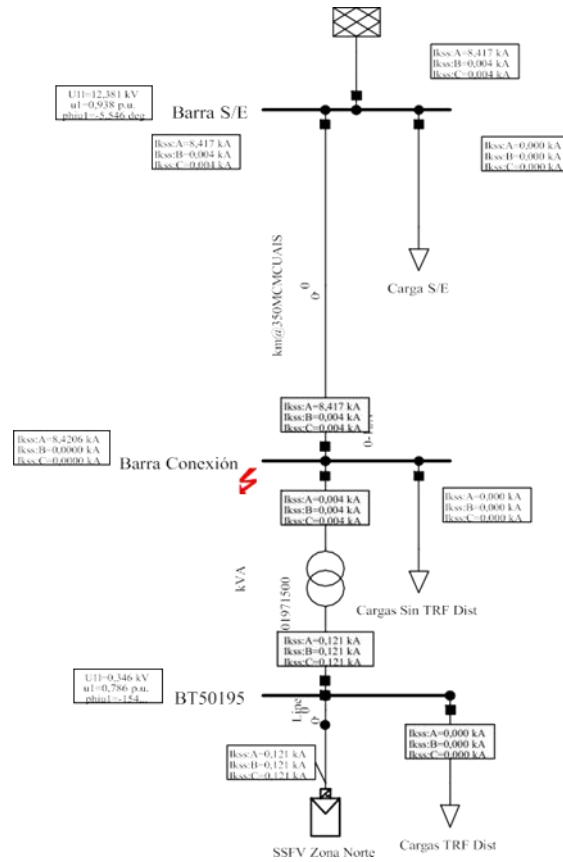 Ikss:A=8,417 kA
Ikss:B=0,004 kA
Ikss:C=0,004 kA
U1l=12,381 kV
u1=0,938 p.u.
phiu1=-5,546 deg
Barra S/E
Ikss:A=8,417 kA
Ikss:B=0,004 kA
Ikss:C=0,004 kA
Ikss:A=0,000 kA
Ikss:B=0,000 kA
Ikss:C=0,000 kA
km@350MCMCUAIS
0
0
Carga S/E
Ikss:A=8,417 kA
Ikss:B=0,004 kA
Ikss:C=0,004 kA
Ikss:A=8,4206 kA
Ikss:B=0,0000 kA
Ikss:C=0,0000 kA
Barra Conexión
Ikss:A=0,004 kA
Ikss:B=0,004 kA
Ikss:C=0,004 kA
Ikss:A=0,000 kA
Ikss:B=0,000 kA
Ikss:C=0,000 kA
kVA
01971500
Cargas Sin TRF Dist
Ikss:A=0,121 kA
Ikss:B=0,121 kA
Ikss:C=0,121 kA
U1l=0,346 kV
u1=0,786 p.u.
phiu1=-154...
BT50195
Line
Ikss:A=0,000 kA
Ikss:B=0,000 kA
Ikss:C=0,000 kA
Ikss:A=0,121 kA
Ikss:B=0,121 kA
Ikss:C=0,121 kA
SSFV Zona Norte
Cargas TRF Dist